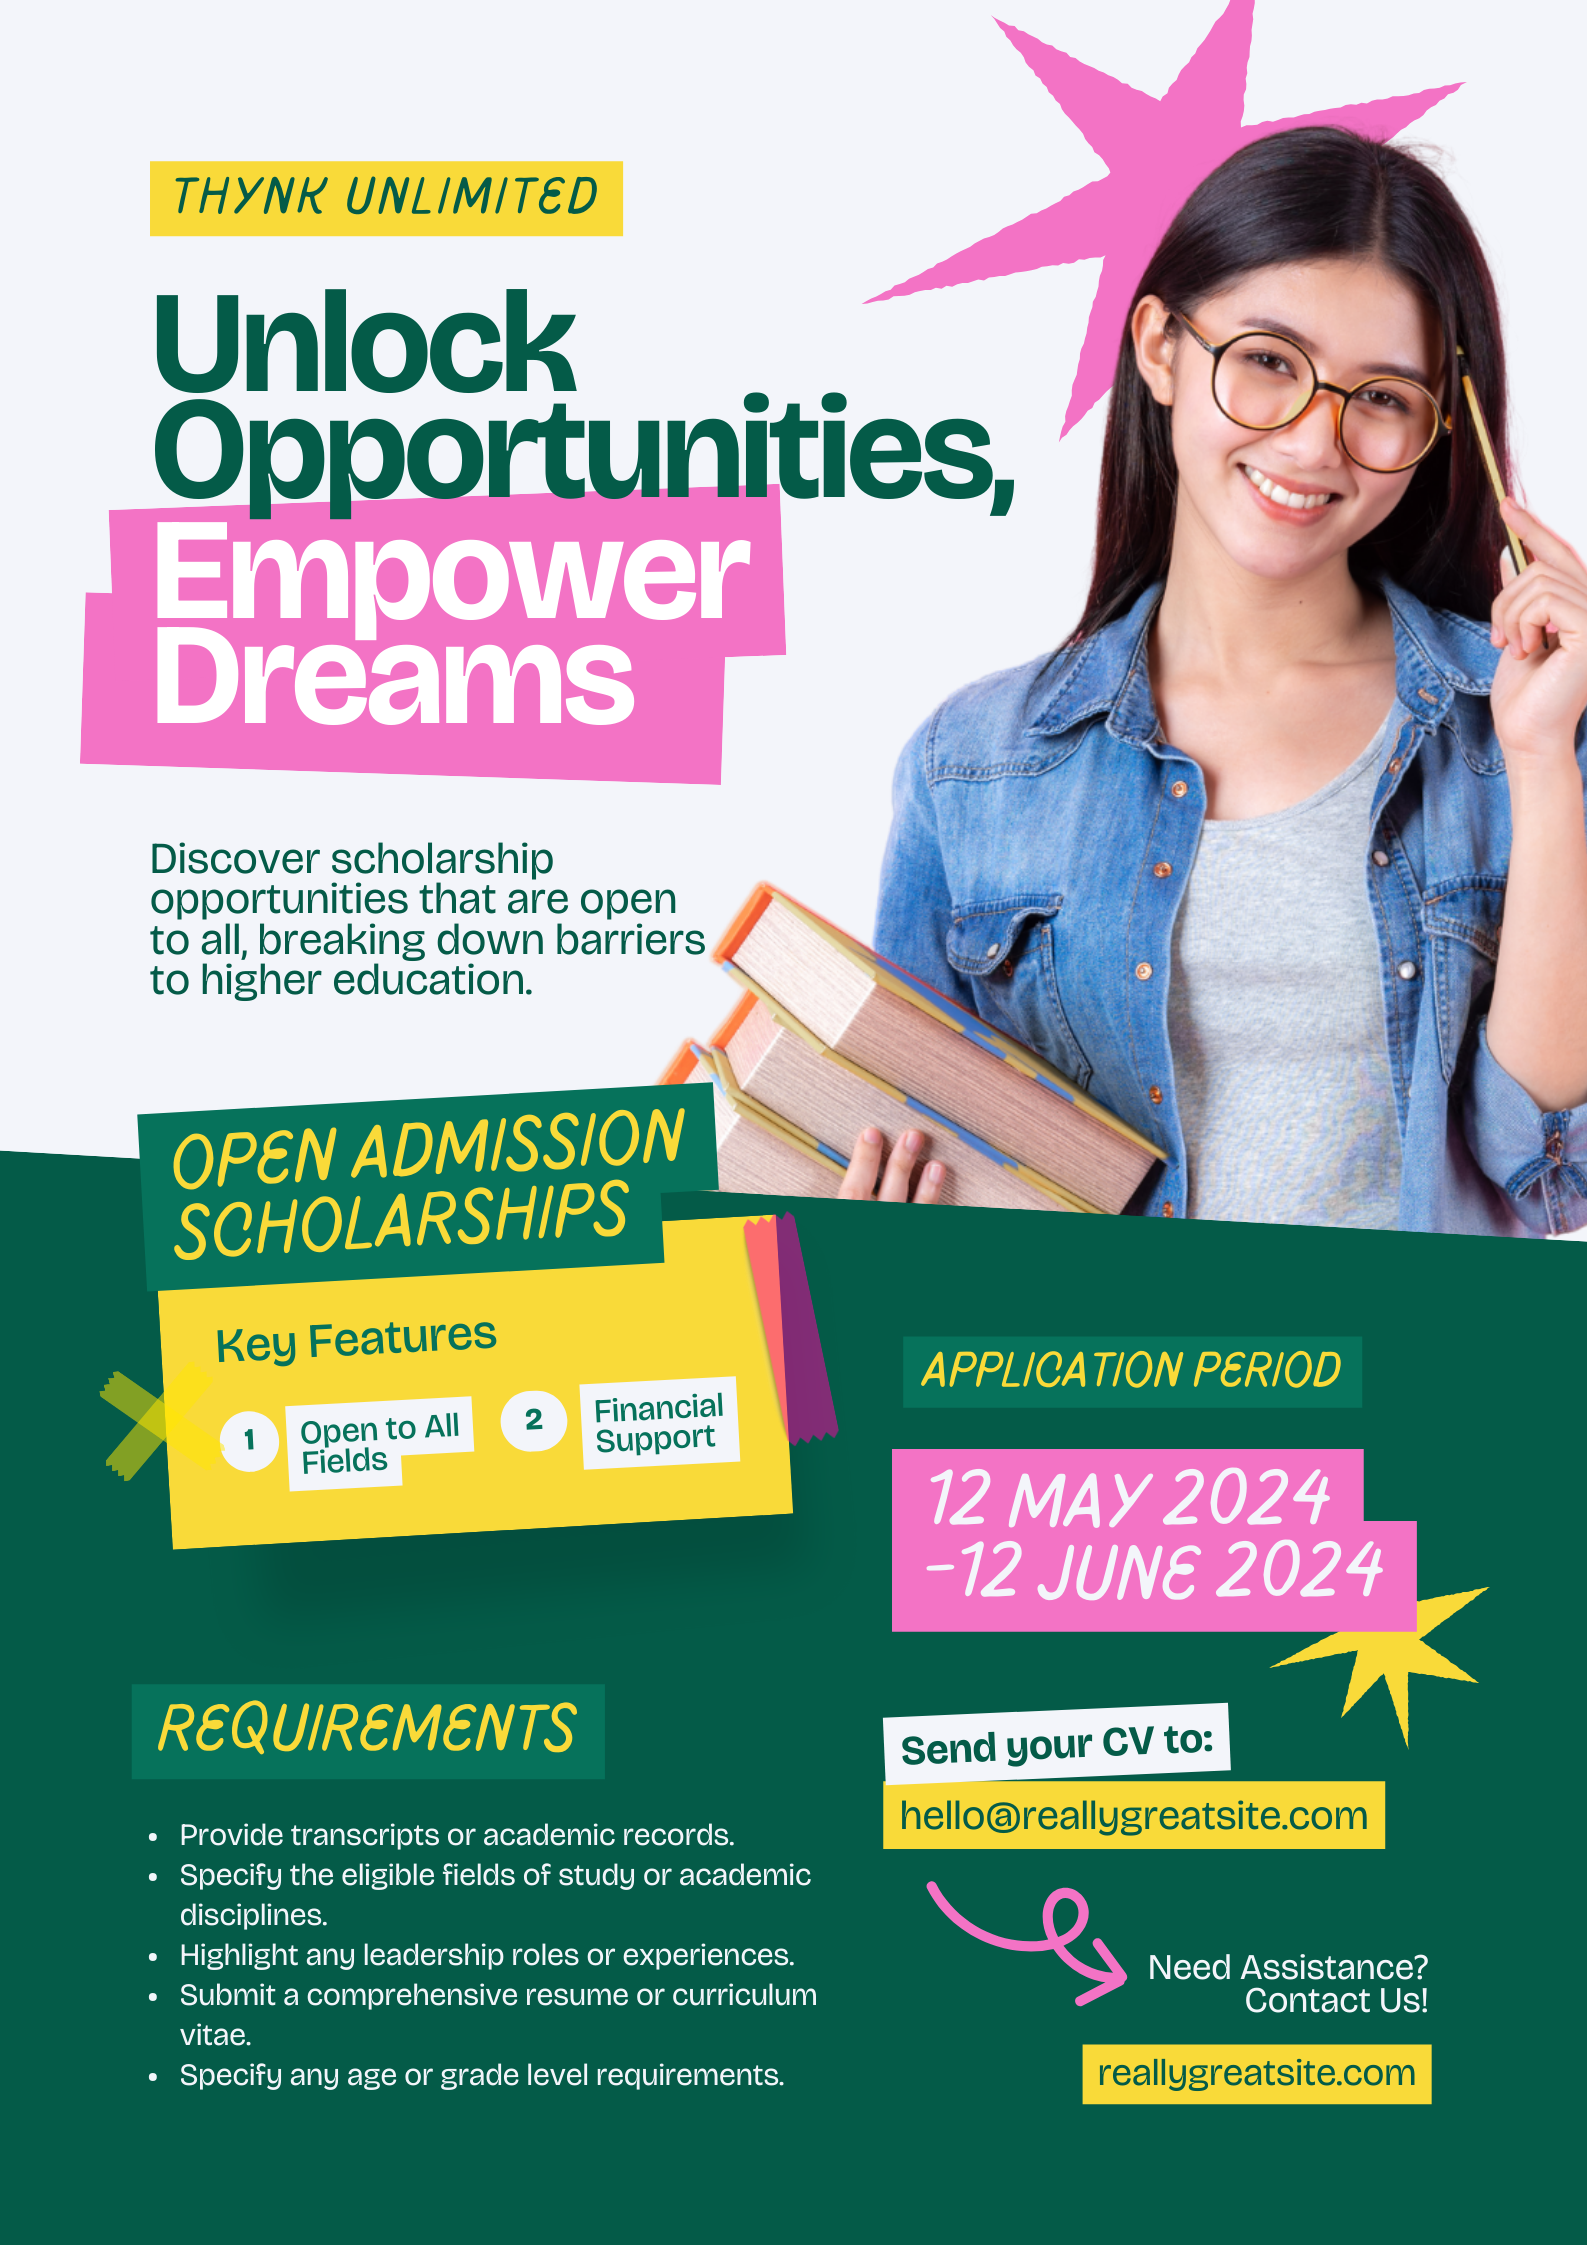 THYNK UNLIMITED
Unlock
Opportunities,
Empower
Dreams
Discover scholarship
opportunities that are open
to all, breaking down barriers
to higher education.
OPEN ADMISSION
SCHOLARSHIPS
Key Features
1
Open to All
Fields
2
Financial
Support
APPLICATION PERIOD
12 MAY 2024
-12 JUNE 2024
REQUIREMENTS
• Provide transcripts or academic records.
• Specify the eligible fields of study or academic
disciplines.
• Highlight any leadership roles or experiences.
• Submit a comprehensive resume or curriculum
vitae.
• Specify any age or grade level requirements.
Send your CV to:
hello@reallygreatsite.com
Need Assistance?
Contact Us!
reallygreatsite.com